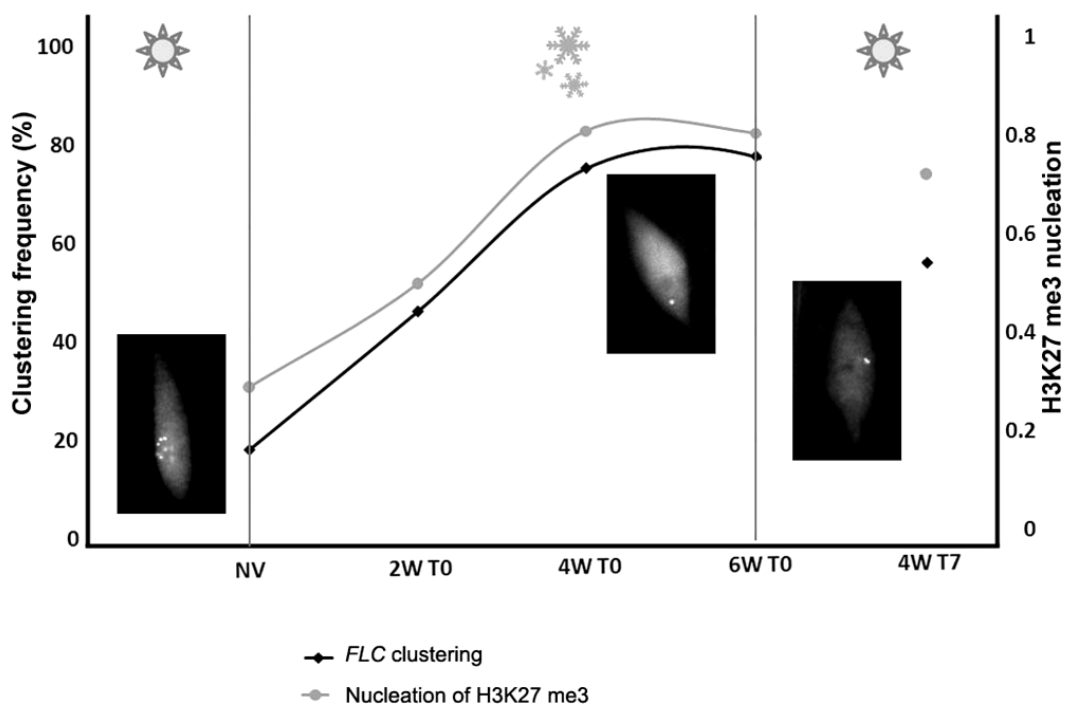 Clustering frequency (%)
100
80
60
40
20
0
1
0.8
0.6
0.4
0.2
0
H3K27 me3 nucleation
NV
2W T0
4W T0
6W T0
4W T7
FLC clustering
Nucleation of H3K27 me3